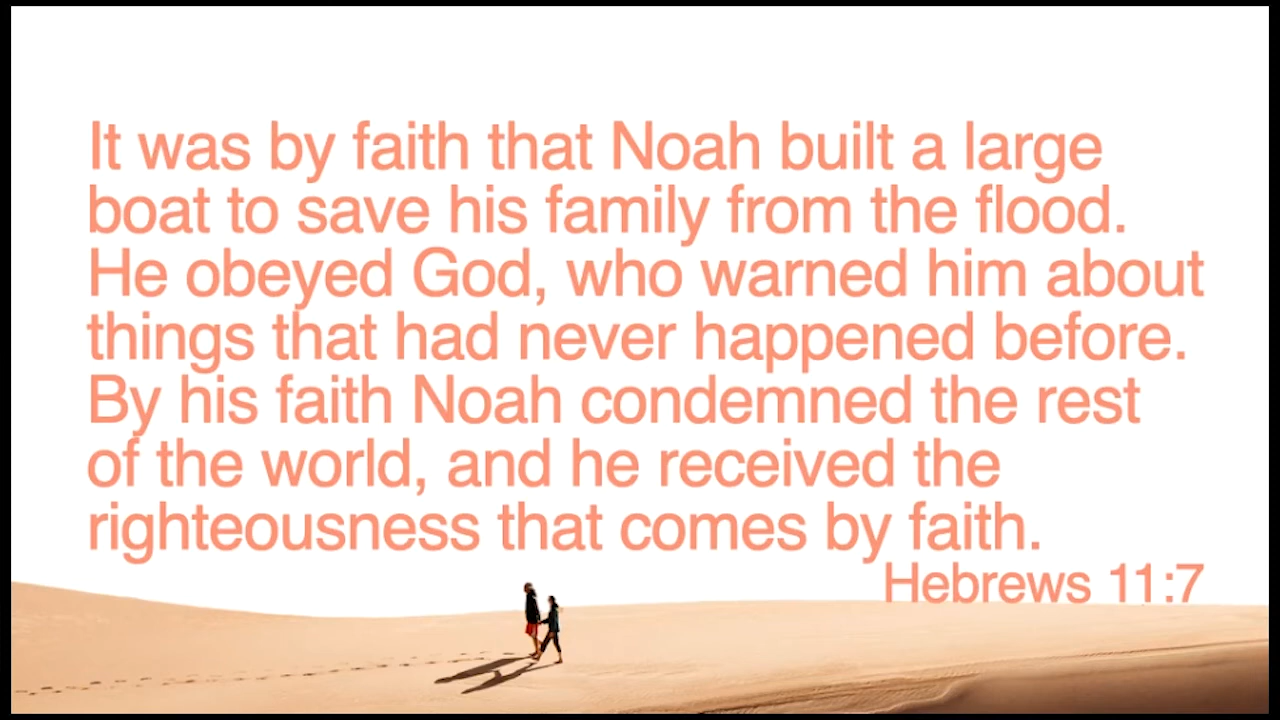 It was by faith that Noah built a large
boat to save his family from the flood.
He obeyed God, who warned him about
things that had never happened before.
By his faith Noah condemned the rest
of the world, and he received the
righteousness that comes by faith.
Hebrews 11:7